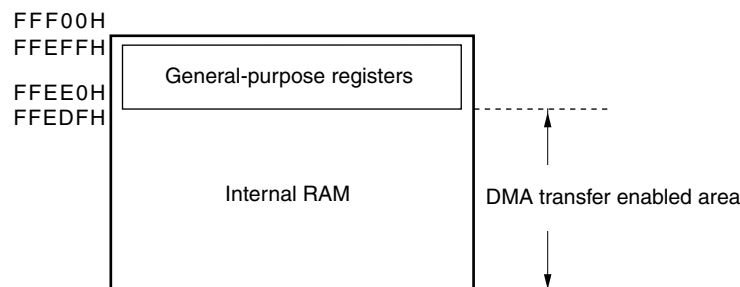 FFF00H
FFEFFH
General-purpose registers
FFEE0H
FFEDFH
Internal RAM
DMA transfer enabled area